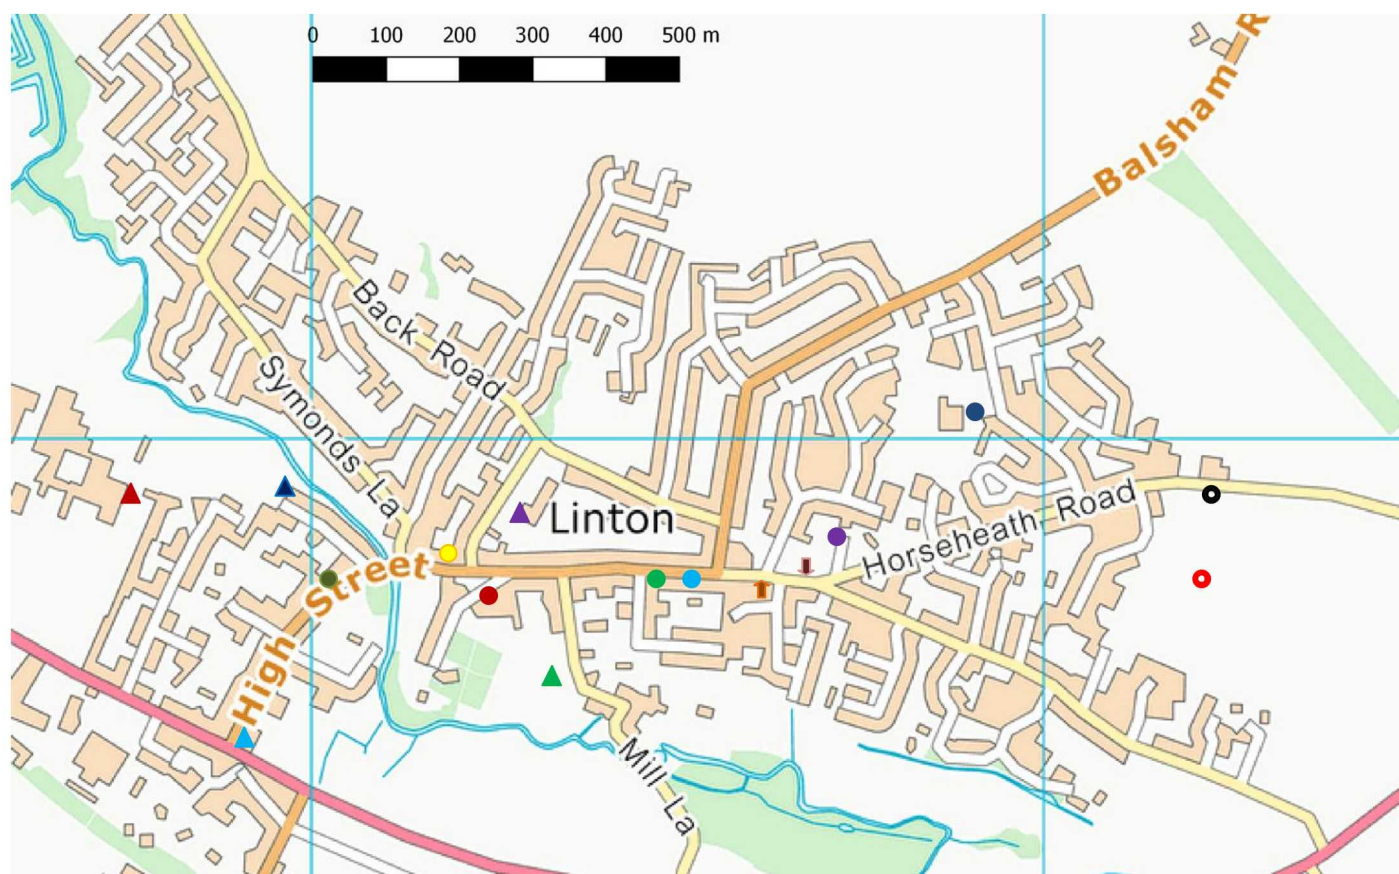 0 100 200 300 400 500 m
Balsham R
Back Road
Symonds La
Linton
Horseheath Road
High Street
Mill La